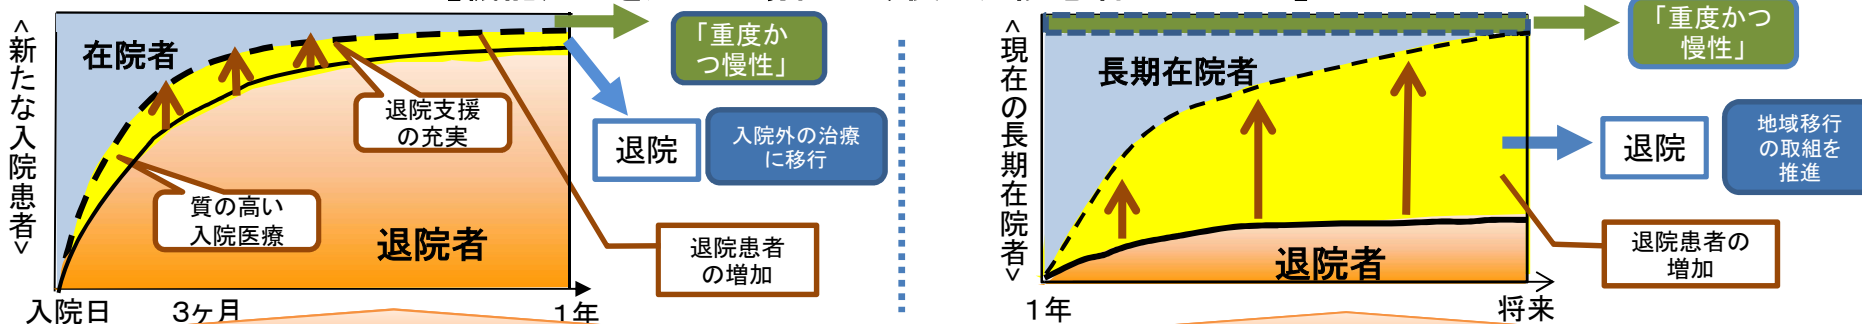 <新たな入院患者>
在院者
「重度か
つ慢性」
退院支援
の充実
退院
入院外の治療
に移行
質の高い
入院医療
退院者
退院患者
の増加
入院日
3ヶ月
1年
<現在の長期在院者>
長期在院者
「重度かつ
慢性」
退院
地域移行
の取組を
推進
退院患者の
増加
退院者
1年
将来